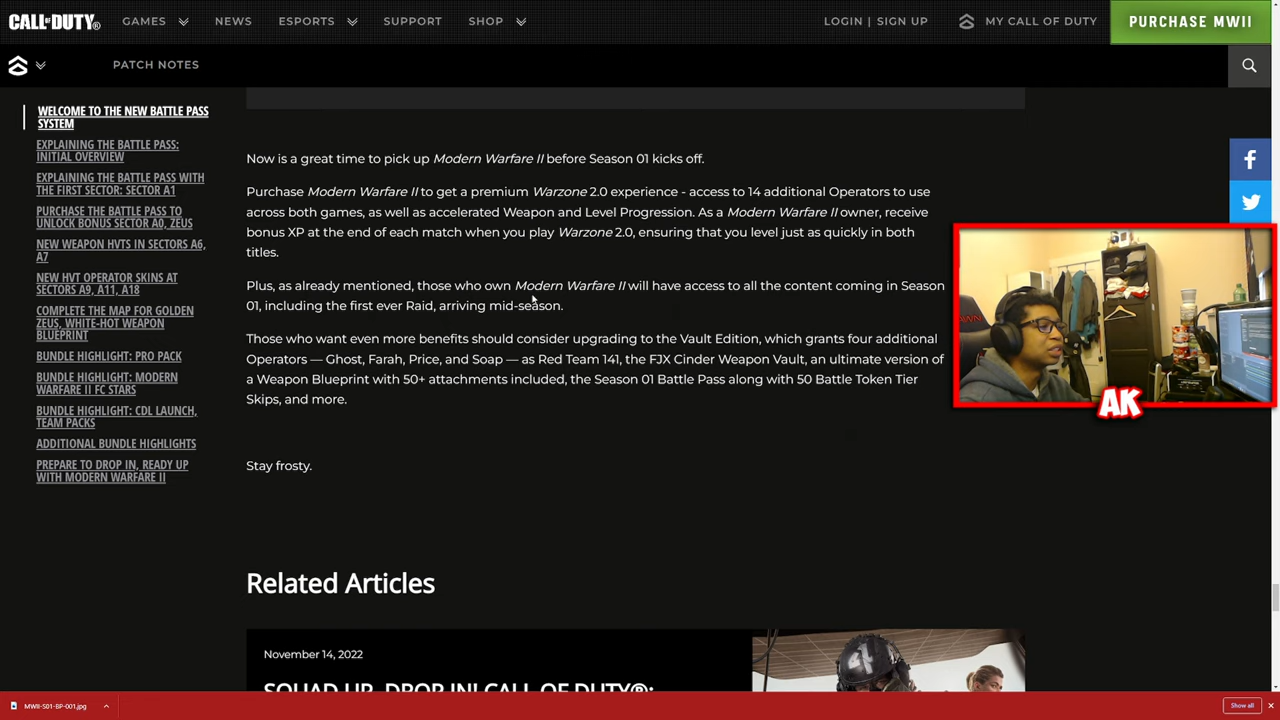 CALL OF DUTY®
GAMES
NEWS
ESPORTS
SUPPORT
SHOP
LOGIN | SIGN UP
MY CALL OF DUTY
PURCHASE MWII
PATCH NOTES
WELCOME TO THE NEW BATTLE PASS
SYSTEM
EXPLAINING THE BATTLE PASS:
INITIAL OVERVIEW
EXPLAINING THE BATTLE PASS WITH
THE FIRST SECTOR: SECTOR A1
PURCHASE THE BATTLE PASS TO
UNLOCK BONUS SECTOR A0, ZEUS
NEW WEAPON HVTS IN SECTORS A6,
A7
NEW HVT OPERATOR SKINS AT
SECTORS A9, A11, A18
COMPLETE THE MAP FOR GOLDEN
ZEUS, WHITE-HOT WEAPON
BLUEPRINT
BUNDLE HIGHLIGHT: PRO PACK
BUNDLE HIGHLIGHT: MODERN
WARFARE II FC STARS
BUNDLE HIGHLIGHT: CDL LAUNCH,
TEAM PACKS
ADDITIONAL BUNDLE HIGHLIGHTS
PREPARE TO DROP IN, READY UP
WITH MODERN WARFARE II
Now is a great time to pick up Modern Warfare II before Season 01 kicks off.
Purchase Modern Warfare II to get a premium Warzone 2.0 experience - access to 14 additional Operators to use
across both games, as well as accelerated Weapon and Level Progression. As a Modern Warfare II owner, receive
bonus XP at the end of each match when you play Warzone 2.0, ensuring that you level just as quickly in both
titles.
Plus, as already mentioned, those who own Modern Warfare II will have access to all the content coming in Season
01, including the first ever Raid, arriving mid-season.
Those who want even more benefits should consider upgrading to the Vault Edition, which grants four additional
Operators — Ghost, Farah, Price, and Soap — as Red Team 141, the FJX Cinder Weapon Vault, an ultimate version of
a Weapon Blueprint with 50+ attachments included, the Season 01 Battle Pass along with 50 Battle Token Tier
Skips, and more.
Stay frosty.
Related Articles
November 14, 2022
SQUAD UP, DROP IN! CALL OF DUTY®:
AK
MWII-S01-BP-001.jpg
Show all